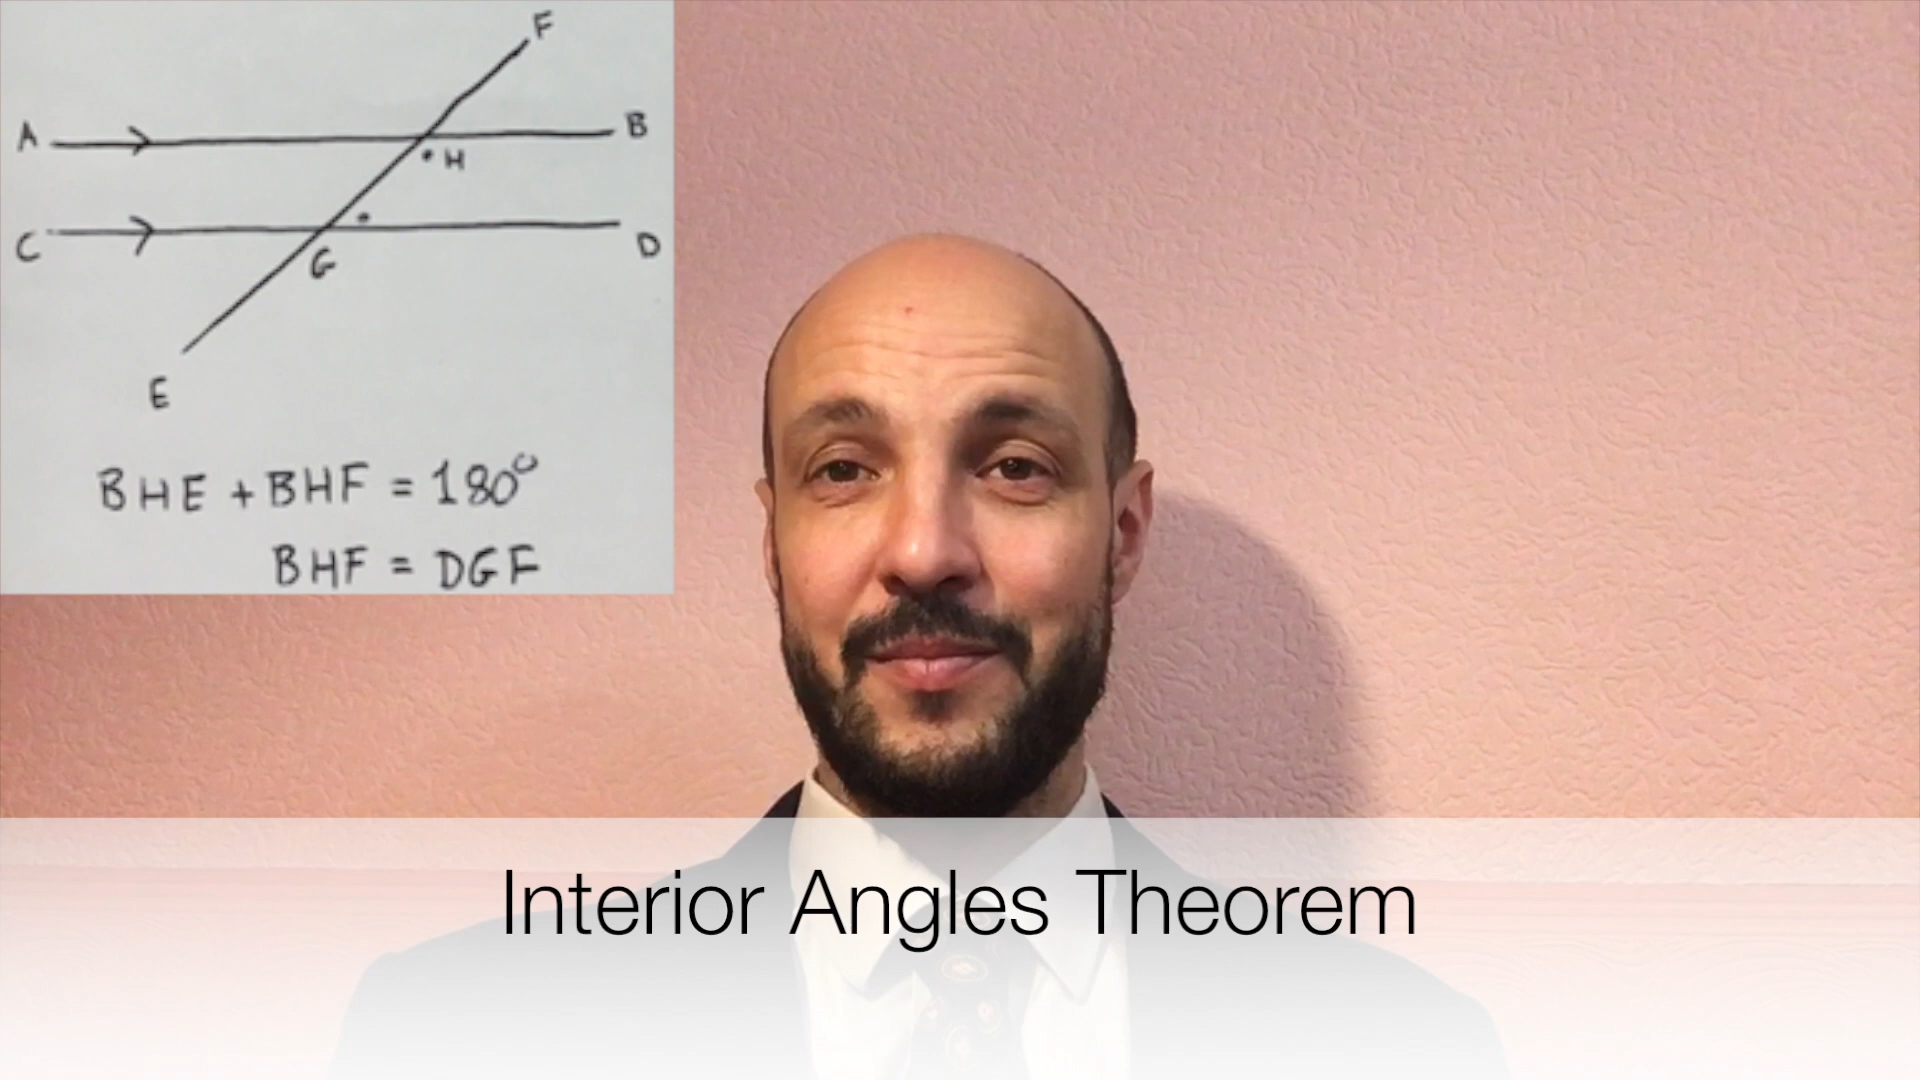 F
A B
H
C D
G
E
BHE + BHF = 180°
BHF = DGF
Interior Angles Theorem